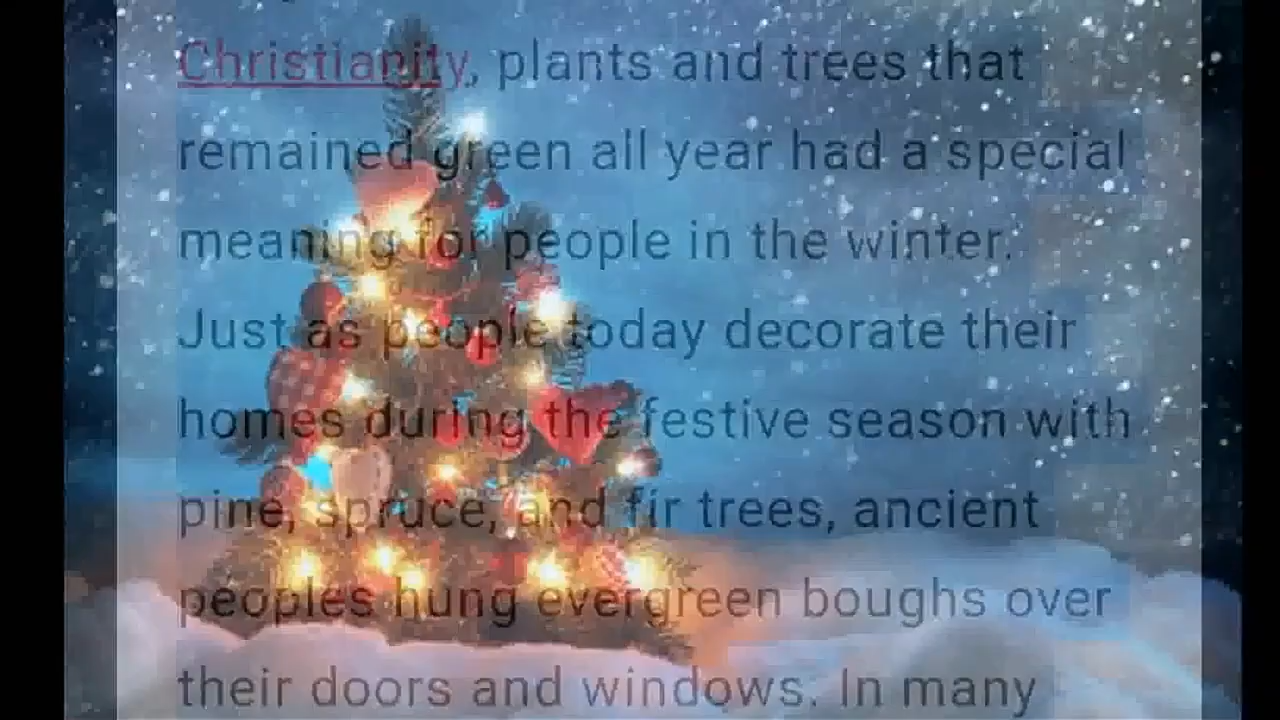 Christianity, plants and trees that
remained green all year had a special
meaning for people in the winter.
Just as people today decorate their
homes during the festive season with
pine, spruce, and fir trees, ancient
peoples hung evergreen boughs over
their doors and windows. In many